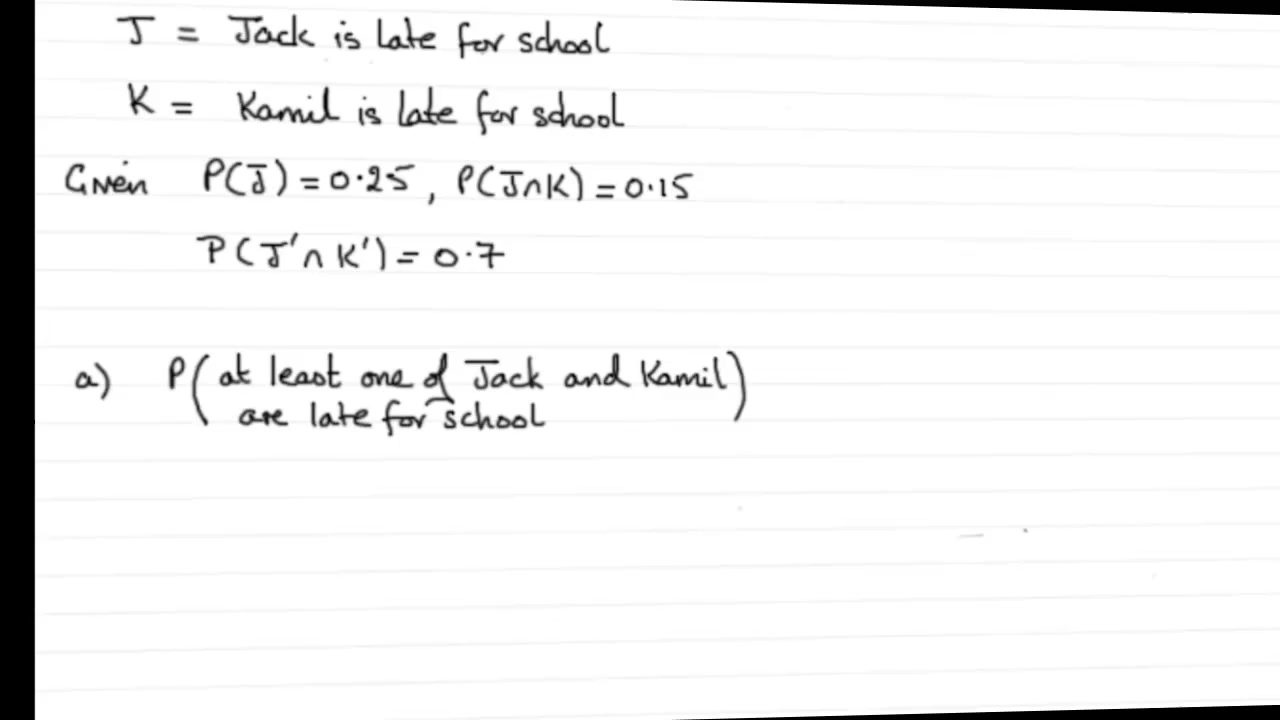 J = Jack is late for school
K = Kamil is late for school
Given P(J) = 0.25, P(J∩K) = 0.15
P(J'∩K') = 0.7
a) P(at least one of Jack and Kamil)
are late for school